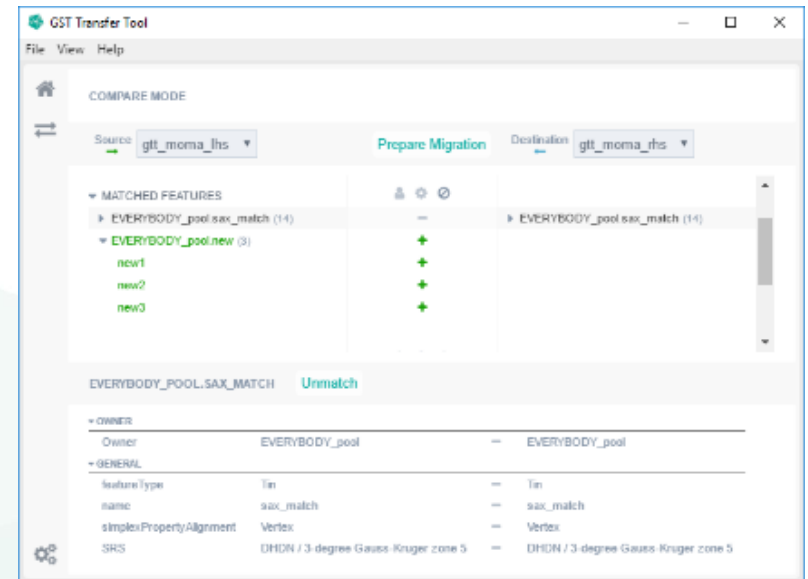 GST Transfer Tool
File View Help
COMPARE MODE
Source gtt_moma_lhs Prepare Migration Destination gtt_moma_rhs
MATCHED FEATURES
EVERYBODY_pool.sax_match (14) EVERYBODY_pool.sax_match (14)
EVERYBODY_pool.new (3)
new1
new2
new3
EVERYBODY_POOL.SAX_MATCH Unmatch
OWNER
Owner EVERYBODY_pool EVERYBODY_pool
GENERAL
featureType Tin Tin
name sax_match sax_match
simplexPropertyAlignment Vertex Vertex
SRS DHDN / 3-degree Gauss-Kruger zone 5 DHDN / 3-degree Gauss-Kruger zone 5